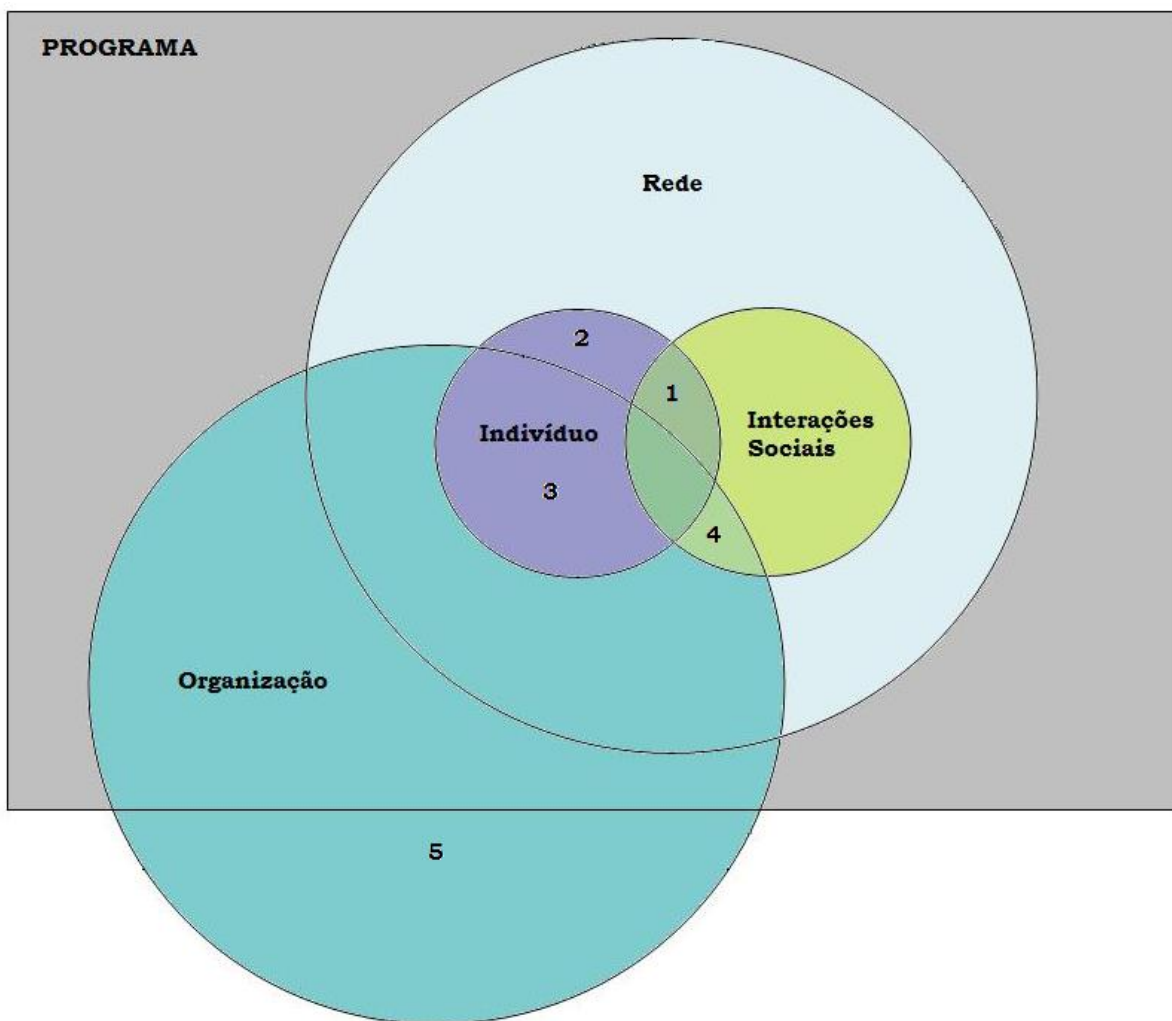 PROGRAMA
Rede
2
1
Indivíduo
Interações
Sociais
3
4
Organização
5